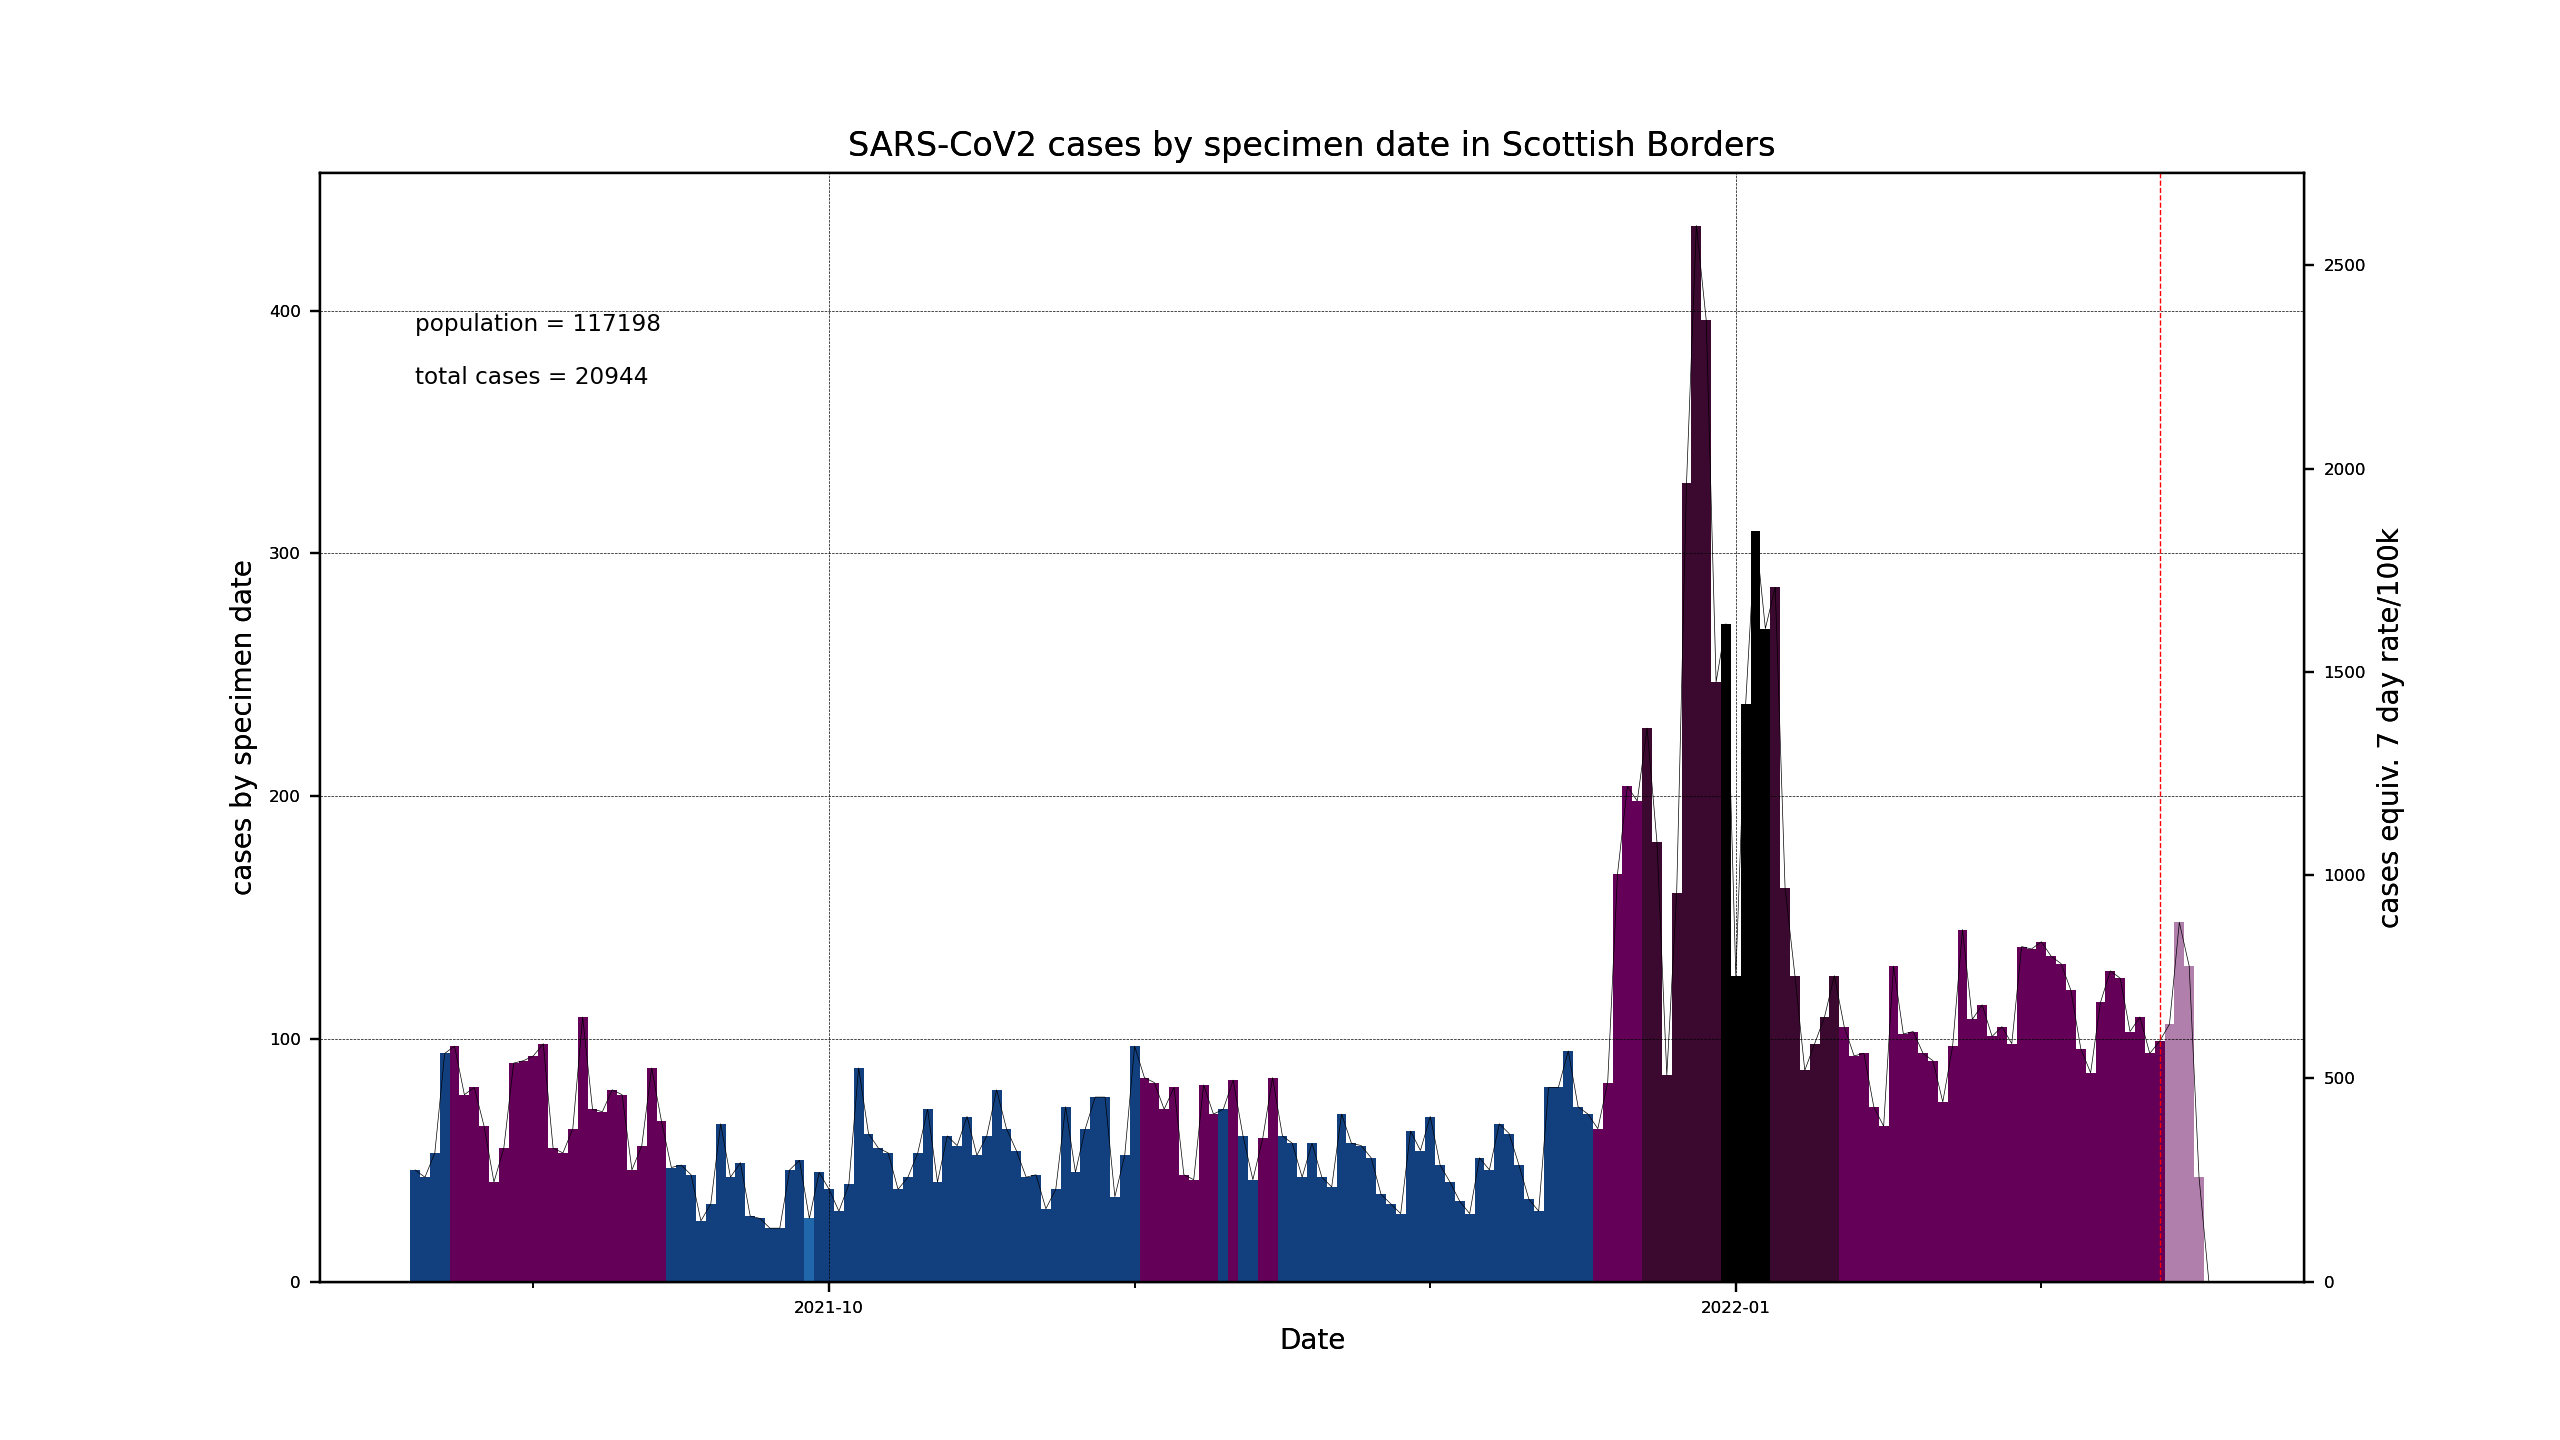 SARS-CoV2 cases by specimen date in Scottish Borders
population = 117198
total cases = 20944
cases by specimen date
400
300
200
100
0
2500
2000
1500
1000
500
0
cases equiv. 7 day rate/100k
2021-10
2022-01
Date